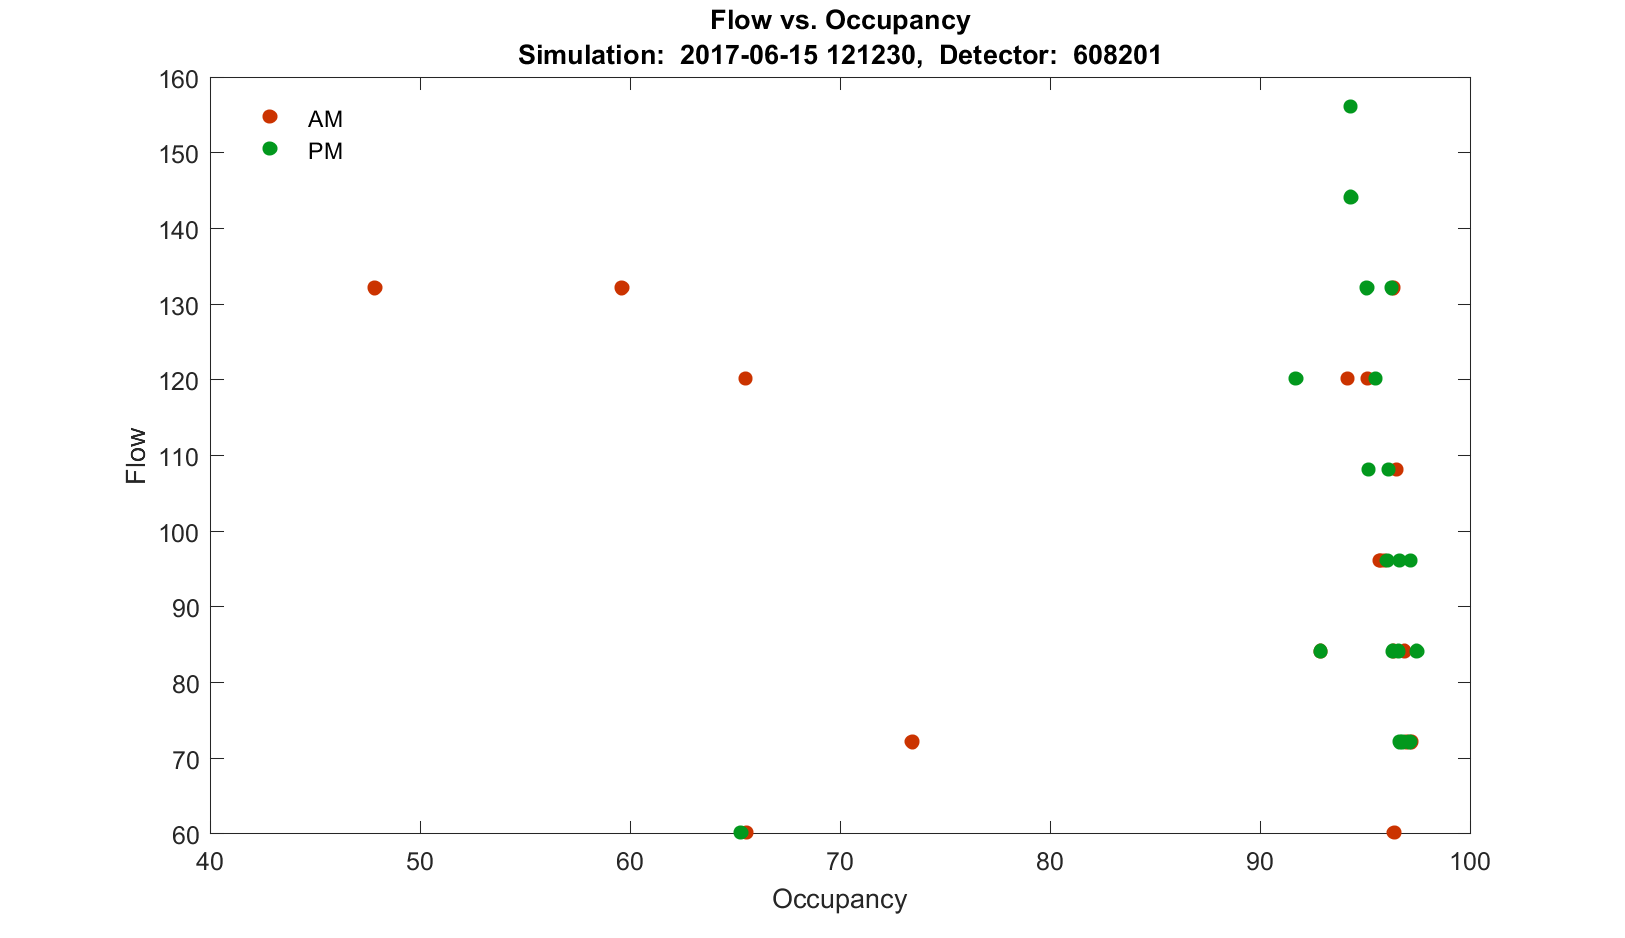 Flow vs. Occupancy
Simulation:  2017-06-15 121230,  Detector:  608201
160
150
140
130
120
110
100
90
80
70
60
AM
PM
Flow
40 50 60 70 80 90 100
Occupancy